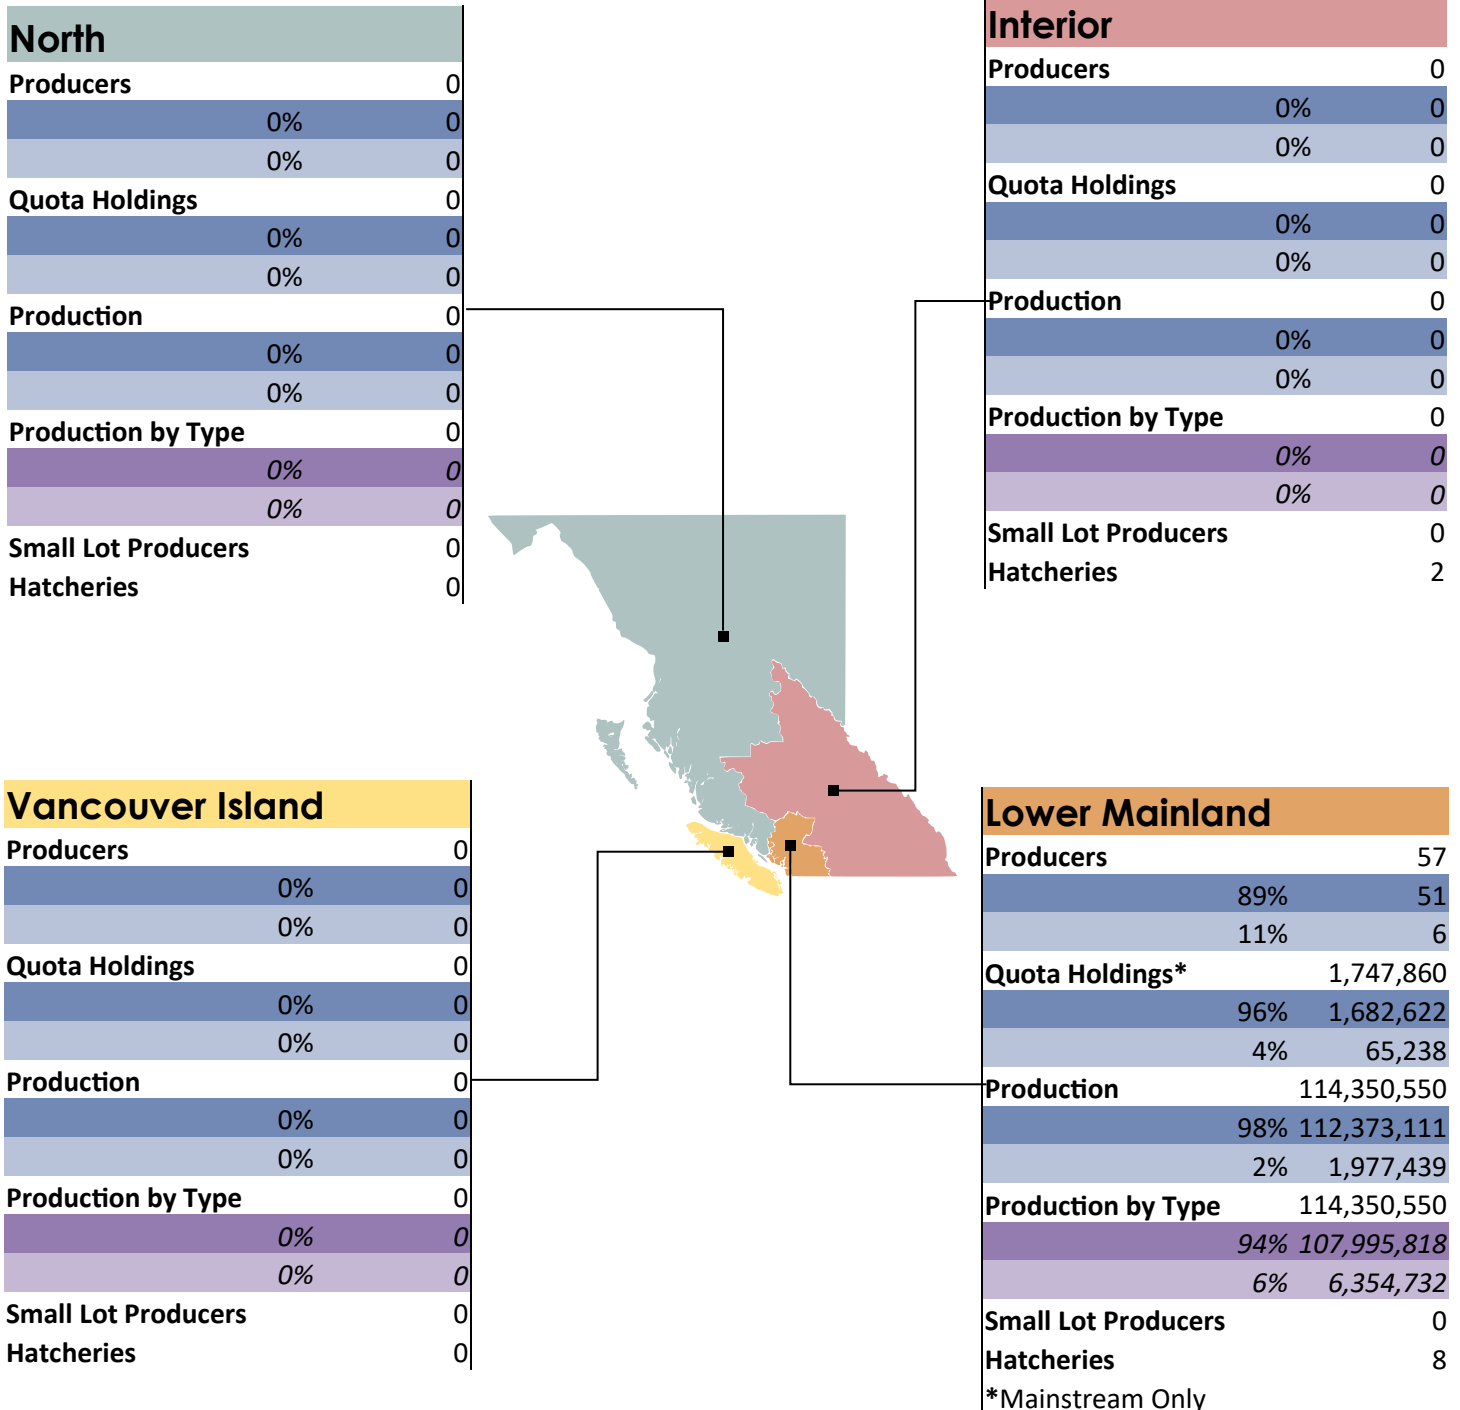 North
Producers 0
0% 0
0% 0
Quota Holdings 0
0% 0
0% 0
Production 0
0% 0
0% 0
Production by Type 0
0% 0
0% 0
Small Lot Producers 0
Hatcheries 0
Interior
Producers 0
0% 0
0% 0
Quota Holdings 0
0% 0
0% 0
Production 0
0% 0
0% 0
Production by Type 0
0% 0
0% 0
Small Lot Producers 0
Hatcheries 2
Vancouver Island
Producers 0
0% 0
0% 0
Quota Holdings 0
0% 0
0% 0
Production 0
0% 0
0% 0
Production by Type 0
0% 0
0% 0
Small Lot Producers 0
Hatcheries 0
Lower Mainland
Producers 57
89% 51
11% 6
Quota Holdings* 1,747,860
96% 1,682,622
4% 65,238
Production 114,350,550
98% 112,373,111
2% 1,977,439
Production by Type 114,350,550
94% 107,995,818
6% 6,354,732
Small Lot Producers 0
Hatcheries 8
*Mainstream Only